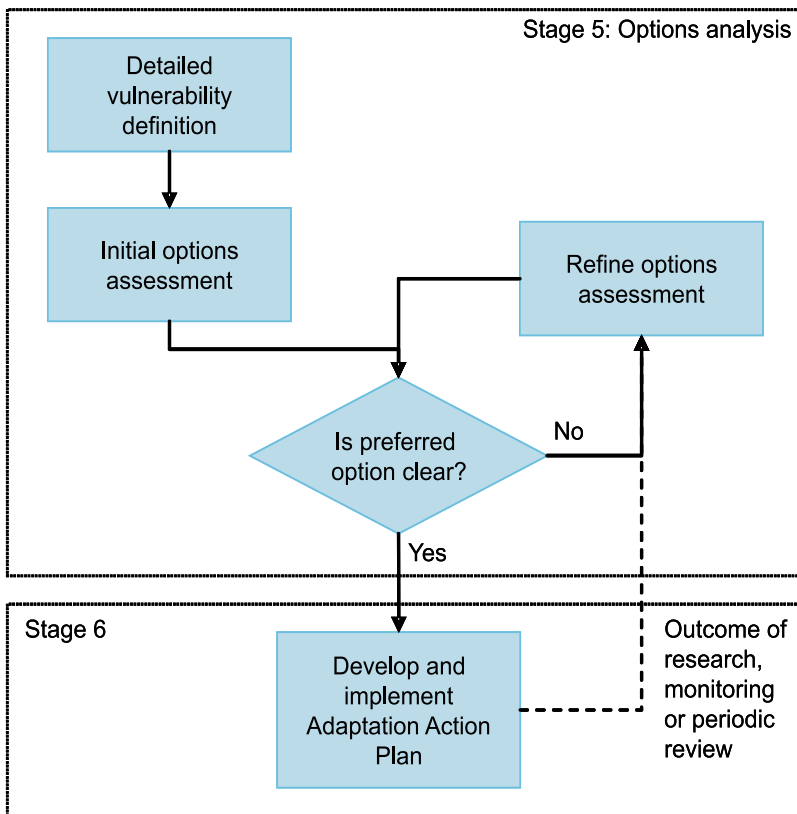 Stage 5: Options analysis
Detailed
vulnerability
definition
Initial options
assessment
Refine options
assessment
Is preferred
option clear?
No
Yes
Stage 6
Develop and
implement
Adaptation Action
Plan
Outcome of
research,
monitoring
or periodic
review